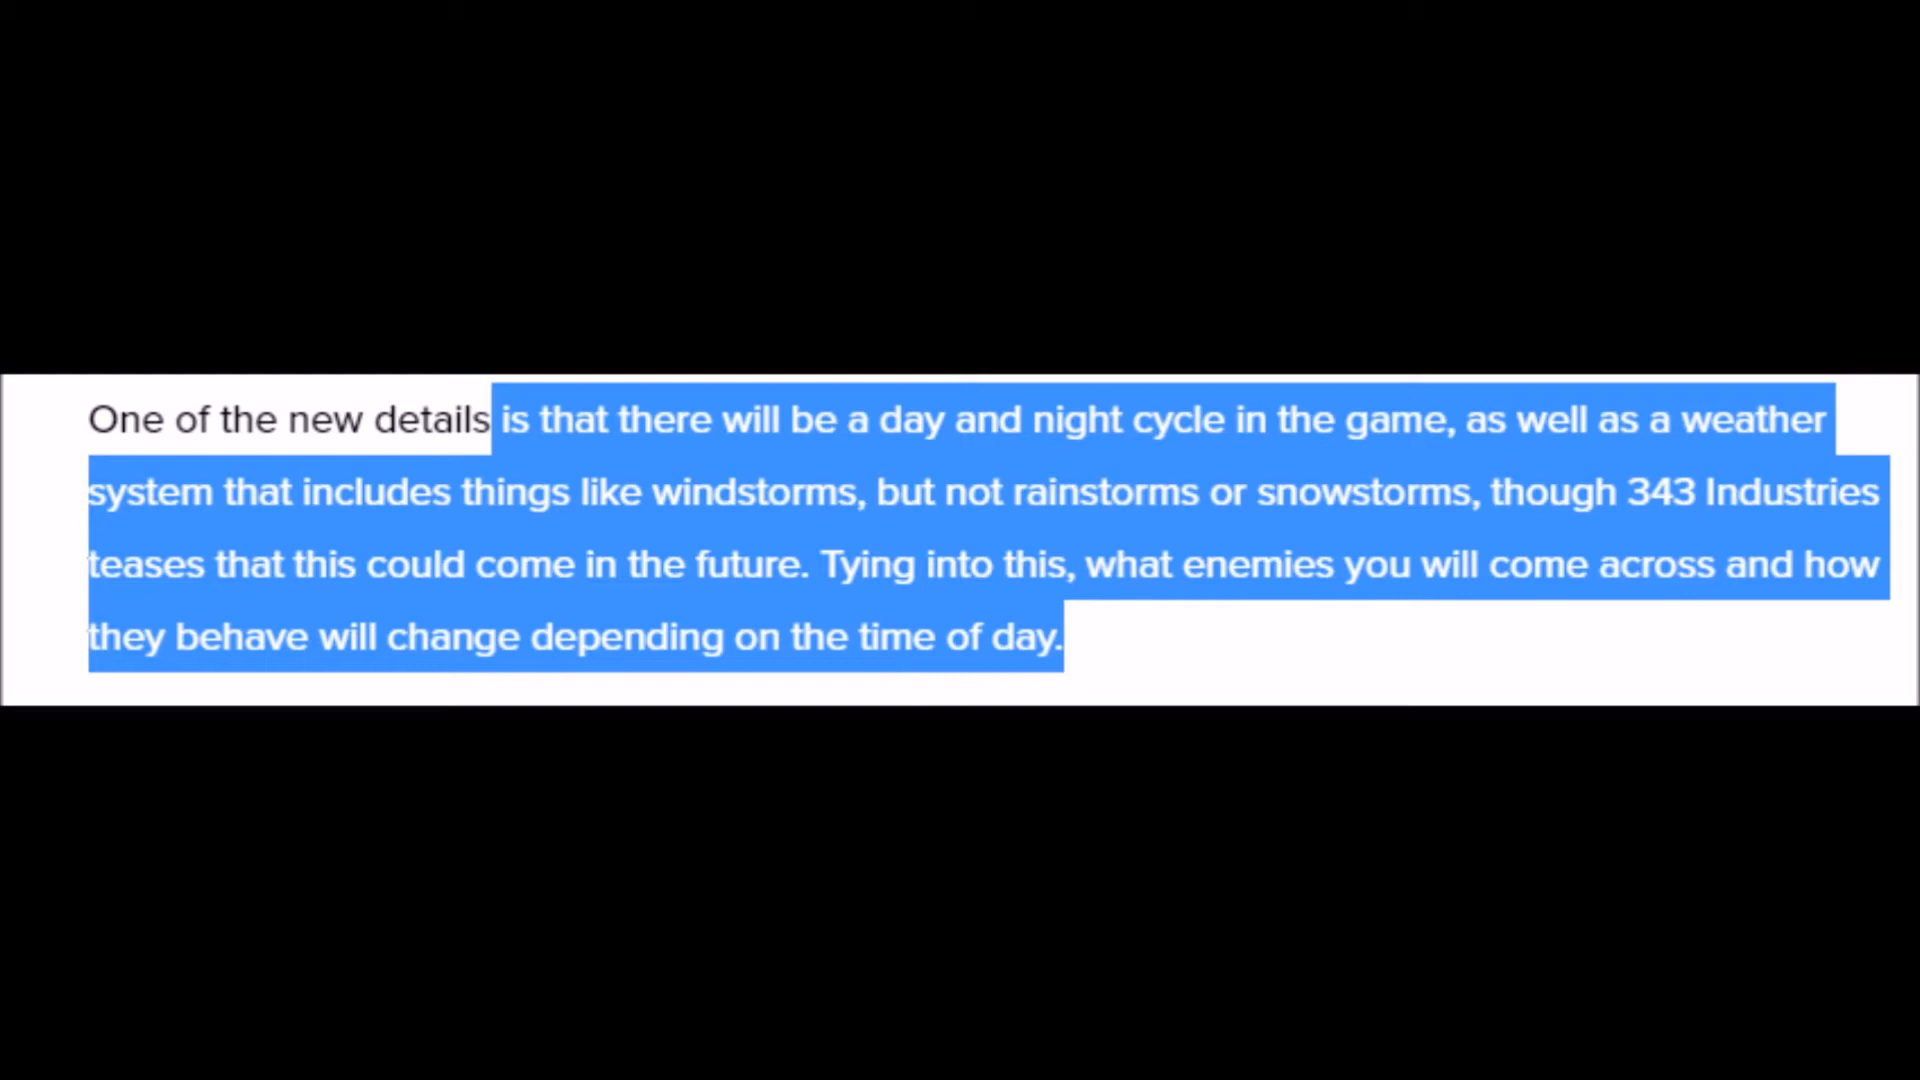 One of the new details is that there will be a day and night cycle in the game, as well as a weather
system that includes things like windstorms, but not rainstorms or snowstorms, though 343 Industries
teases that this could come in the future. Tying into this, what enemies you will come across and how
they behave will change depending on the time of day.